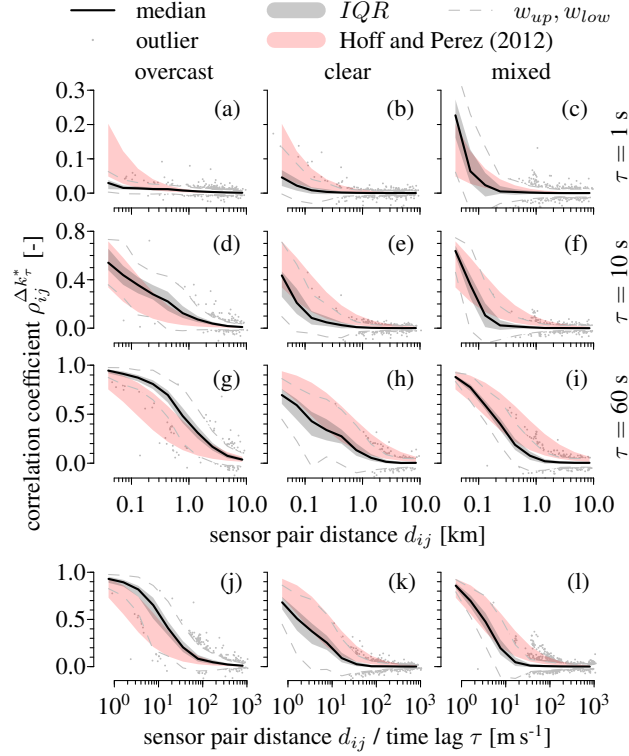 median IQR w_up, w_low
outlier Hoff and Perez (2012)
overcast clear mixed
(a) (b) (c)
0.3
0.2
0.1
0.0
τ = 1 s
(d) (e) (f)
0.8
0.4
0.0
τ = 10 s
(g) (h) (i)
1.0
0.5
0.0
τ = 60 s
correlation coefficient ρ_ij^Δk*_τ [-]
0.1 1.0 10.0 0.1 1.0 10.0 0.1 1.0 10.0
sensor pair distance d_ij [km]
(j) (k) (l)
1.0
0.5
0.0
10^0 10^1 10^2 10^3 10^0 10^1 10^2 10^3 10^0 10^1 10^2 10^3
sensor pair distance d_ij / time lag τ [m s^-1]